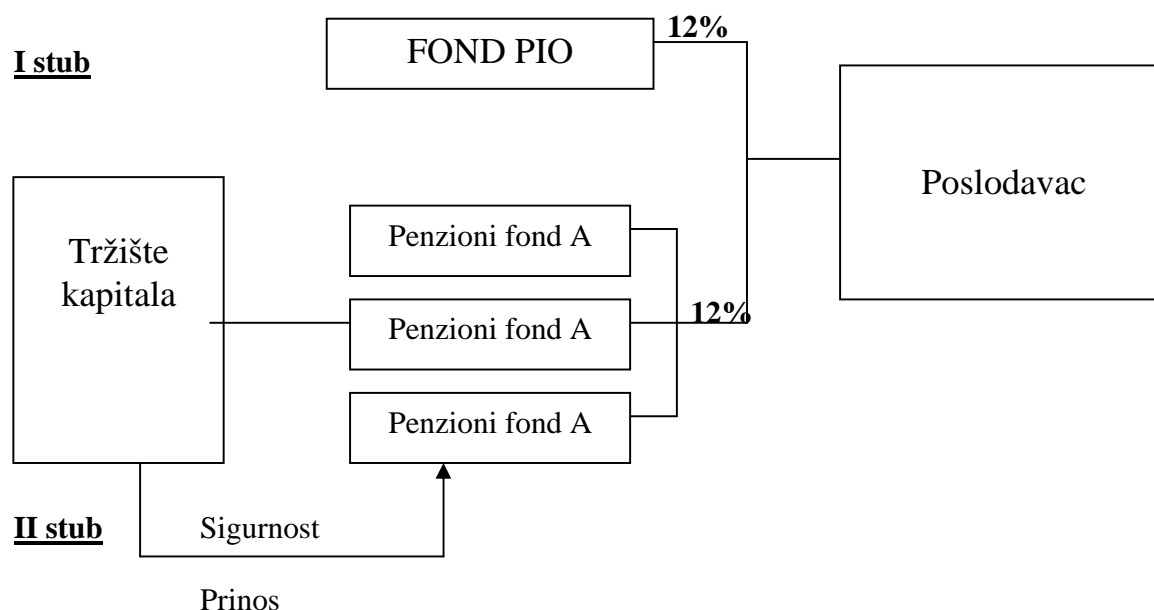 12%
FOND PIO
I stub
Poslodavac
Tržište
kapitala
Penzioni fond A
Penzioni fond A
12%
Penzioni fond A
II stub
Sigurnost
Prinos